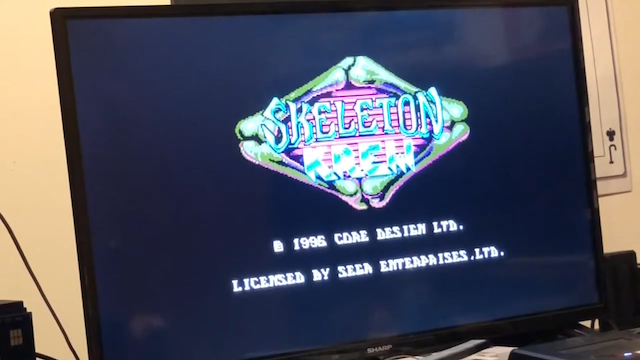 SKELETON
KREW
© 1995 CORE DESIGN LTD.
LICENSED BY SEGA ENTERPRISES,LTD.
SHARP
J